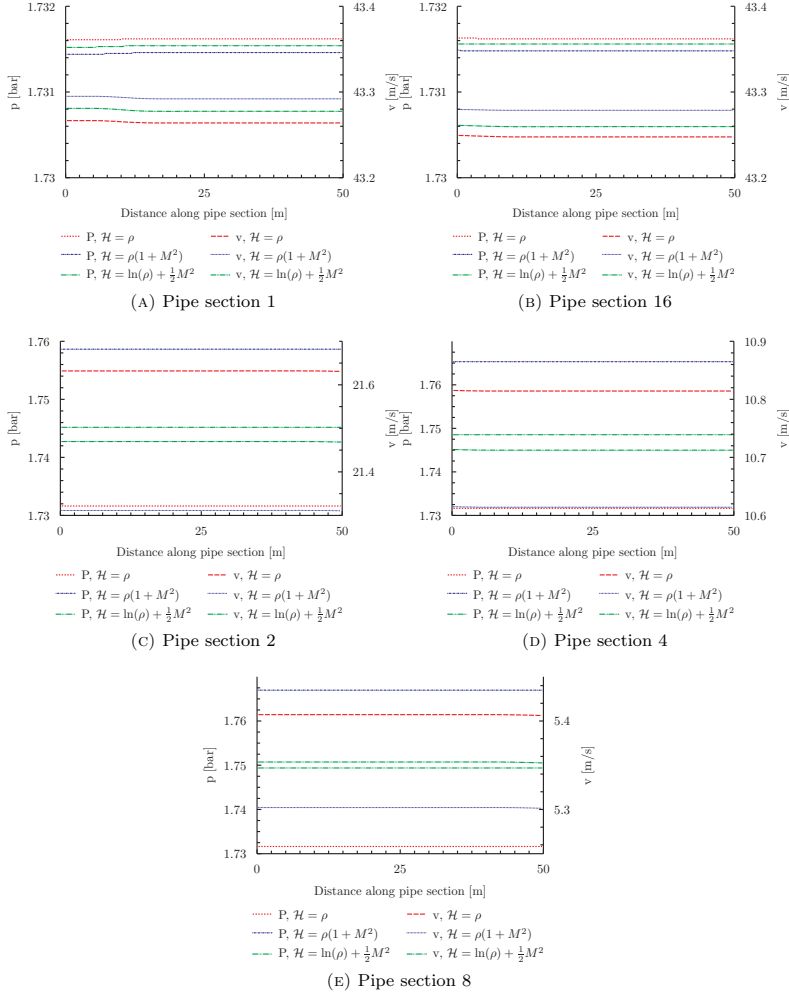 1.732
1.731
1.73
p [bar]
43.4
43.3
43.2
v [m/s]
0
25
50
Distance along pipe section [m]
P, ℋ = ρ
v, ℋ = ρ
P, ℋ = ρ(1 + M²)
v, ℋ = ρ(1 + M²)
P, ℋ = ln(ρ) + ½M²
v, ℋ = ln(ρ) + ½M²
(A) Pipe section 1
1.732
1.731
1.73
p [bar]
43.4
43.3
43.2
v [m/s]
0
25
50
Distance along pipe section [m]
P, ℋ = ρ
v, ℋ = ρ
P, ℋ = ρ(1 + M²)
v, ℋ = ρ(1 + M²)
P, ℋ = ln(ρ) + ½M²
v, ℋ = ln(ρ) + ½M²
(B) Pipe section 16
1.76
1.75
1.74
1.73
p [bar]
21.6
21.4
v [m/s]
0
25
50
Distance along pipe section [m]
P, ℋ = ρ
v, ℋ = ρ
P, ℋ = ρ(1 + M²)
v, ℋ = ρ(1 + M²)
P, ℋ = ln(ρ) + ½M²
v, ℋ = ln(ρ) + ½M²
(C) Pipe section 2
1.76
1.75
1.74
1.73
p [bar]
10.9
10.8
10.7
10.6
v [m/s]
0
25
50
Distance along pipe section [m]
P, ℋ = ρ
v, ℋ = ρ
P, ℋ = ρ(1 + M²)
v, ℋ = ρ(1 + M²)
P, ℋ = ln(ρ) + ½M²
v, ℋ = ln(ρ) + ½M²
(D) Pipe section 4
1.76
1.75
1.74
1.73
p [bar]
5.4
5.3
v [m/s]
0
25
50
Distance along pipe section [m]
P, ℋ = ρ
v, ℋ = ρ
P, ℋ = ρ(1 + M²)
v, ℋ = ρ(1 + M²)
P, ℋ = ln(ρ) + ½M²
v, ℋ = ln(ρ) + ½M²
(E) Pipe section 8